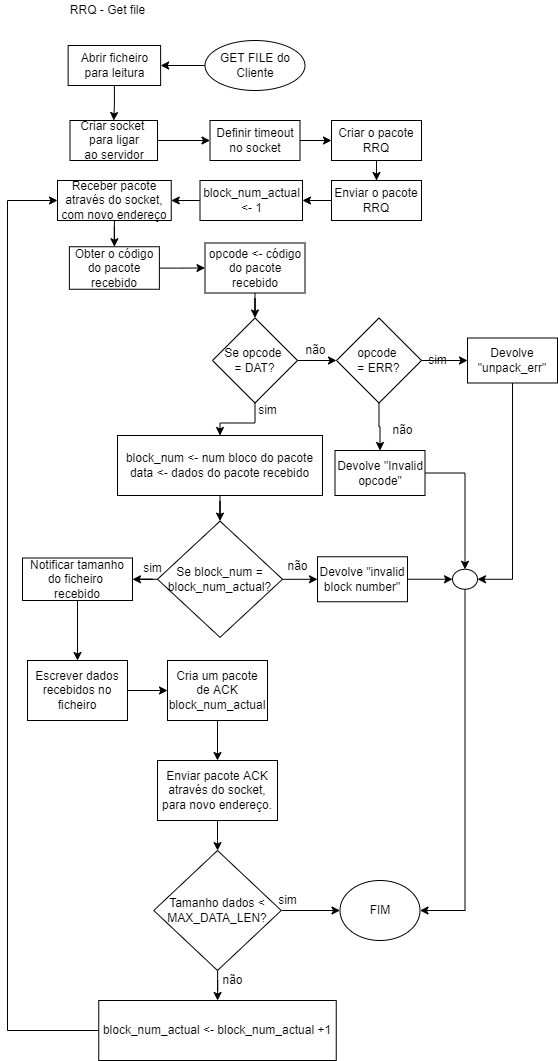 RRQ - Get file
GET FILE do
Cliente
Abrir ficheiro
para leitura
Criar socket
para ligar
ao servidor
Definir timeout
no socket
Criar o pacote
RRQ
Enviar o pacote
RRQ
block_num_actual
<- 1
Receber pacote
através do socket,
com novo endereço
Obter o código
do pacote
recebido
opcode <- código
do pacote
recebido
Se opcode
= DAT?
não
opcode
= ERR?
sim
Devolve
"unpack_err"
sim
não
block_num <- num bloco do pacote
data <- dados do pacote recebido
Devolve "Invalid
opcode"
Se block_num =
block_num_actual?
não
Devolve "invalid
block number"
sim
Notificar tamanho
do ficheiro
recebido
Escrever dados
recebidos no
ficheiro
Cria um pacote
de ACK
block_num_actual
Enviar pacote ACK
através do socket,
para novo endereço.
Tamanho dados <
MAX_DATA_LEN?
sim
FIM
não
block_num_actual <- block_num_actual +1